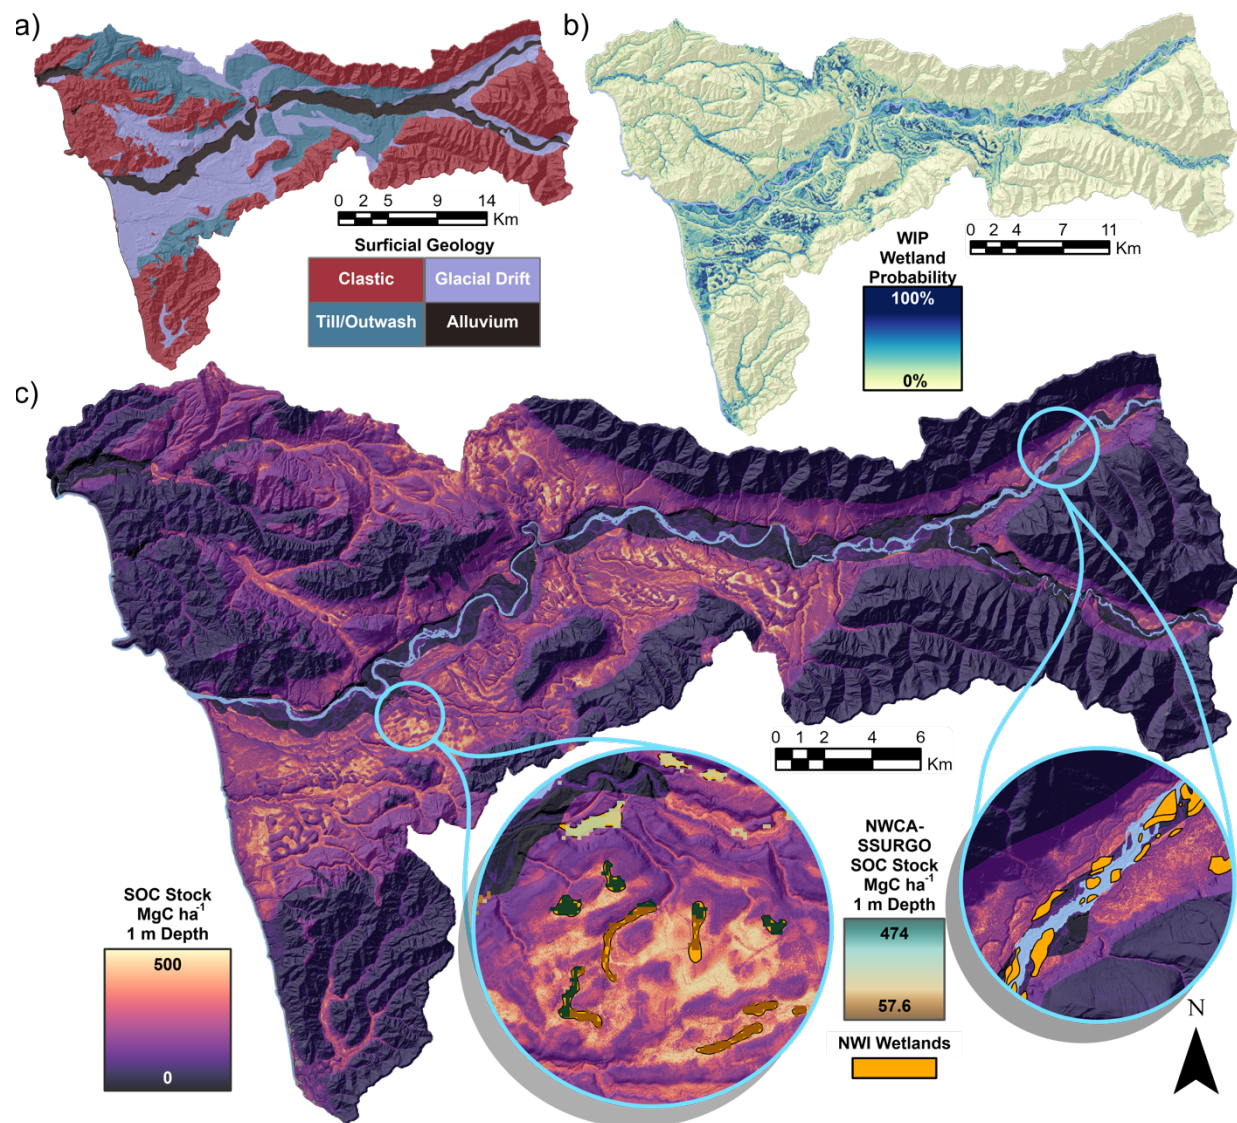 a)
0 2 5 9 14
Km
Surficial Geology
Clastic Glacial Drift
Till/Outwash Alluvium
b)
WIP
Wetland
Probability
100%
0%
0 2 4 7 11
Km
c)
0 1 2 4 6
Km
SOC Stock
MgC ha⁻¹
1 m Depth
500
0
NWCA-
SSURGO
SOC Stock
MgC ha⁻¹
1 m Depth
474
57.6
NWI Wetlands
N